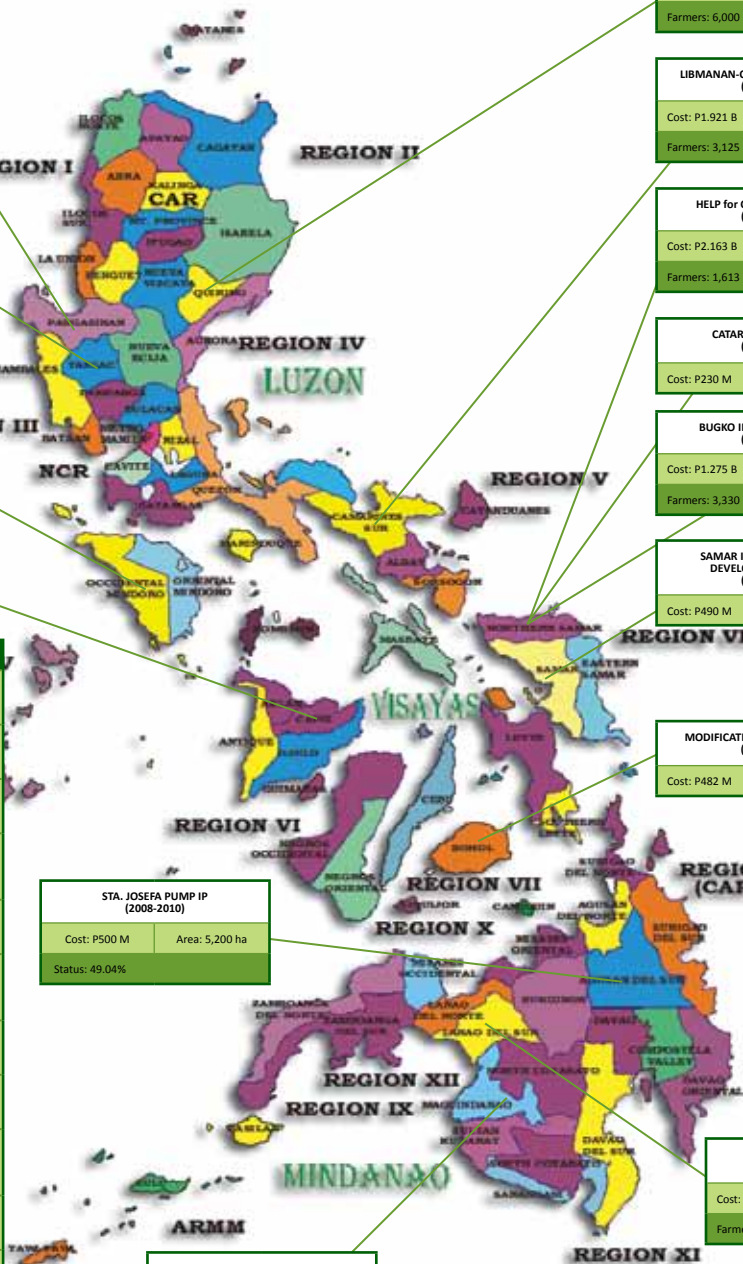 Farmers: 6,000
BATANES
LIBMANAN-C
Cost: P1.921 B
Farmers: 3,125
ILOCOS NORTE
APAYAO
CAGAYAN
REGION II
GION I
ABRA
KALINGA
CAR
HELP for C
Cost: P2.163 B
Farmers: 1,613
ILOCOS SUR
MT. PROVINCE
IFUGAO
ISABELA
LA UNION
BENGUET
NUEVA VIZCAYA
QUIRINO
PANGASINAN
AURORA
REGION IV
NUEVA ECIJA
TARLAC
ZAMBALES
LUZON
CATAR
Cost: P230 M
PAMPANGA
BULACAN
N III
BATAAN
METRO MANILA
RIZAL
BUGKO I
Cost: P1.275 B
Farmers: 3,330
NCR
CAVITE
LAGUNA
QUEZON
BATANGAS
REGION V
CAMARINES SUR
CATANDUANES
MARINDUQUE
ALBAY
SORSOGON
SAMAR I
DEVELO
Cost: P490 M
OCCIDENTAL MINDORO
ORIENTAL MINDORO
ROMBLON
MASBATE
NORTHERN SAMAR
REGION VI
SAMAR
EASTERN SAMAR
V
VISAYAS
CAPIZ
ANTIQUE
ILOILO
GUIMARAS
LEYTE
MODIFICATI
Cost: P482 M
CEBU
SOUTHERN LEYTE
REGION VI
NEGROS OCCIDENTAL
NEGROS ORIENTAL
BOHOL
SURIGAO DEL NORTE
REGIO
(CAR
REGION VII
SIQUIJOR
CAMIGUIN
AGUSAN DEL NORTE
SURIGAO DEL SUR
REGION X
STA. JOSEFA PUMP IP
(2008-2010)
Cost: P500 M
Area: 5,200 ha
Status: 49.04%
MISAMIS ORIENTAL
MISAMIS OCCIDENTAL
AGUSAN DEL SUR
ZAMBOANGA DEL NORTE
ZAMBOANGA DEL SUR
LANAO DEL NORTE
LANAO DEL SUR
BUKIDNON
DAVAO
COMPOSTELA VALLEY
DAVAO ORIENTAL
REGION XII
NORTH COTABATO
REGION IX
MAGUINDANAO
BASILAN
SULTAN KUDARAT
SOUTH COTABATO
DAVAO DEL SUR
MINDANAO
SARANGANI
SULU
Cost:
Farme
ARMM
TAWI-TAWI
REGION XI